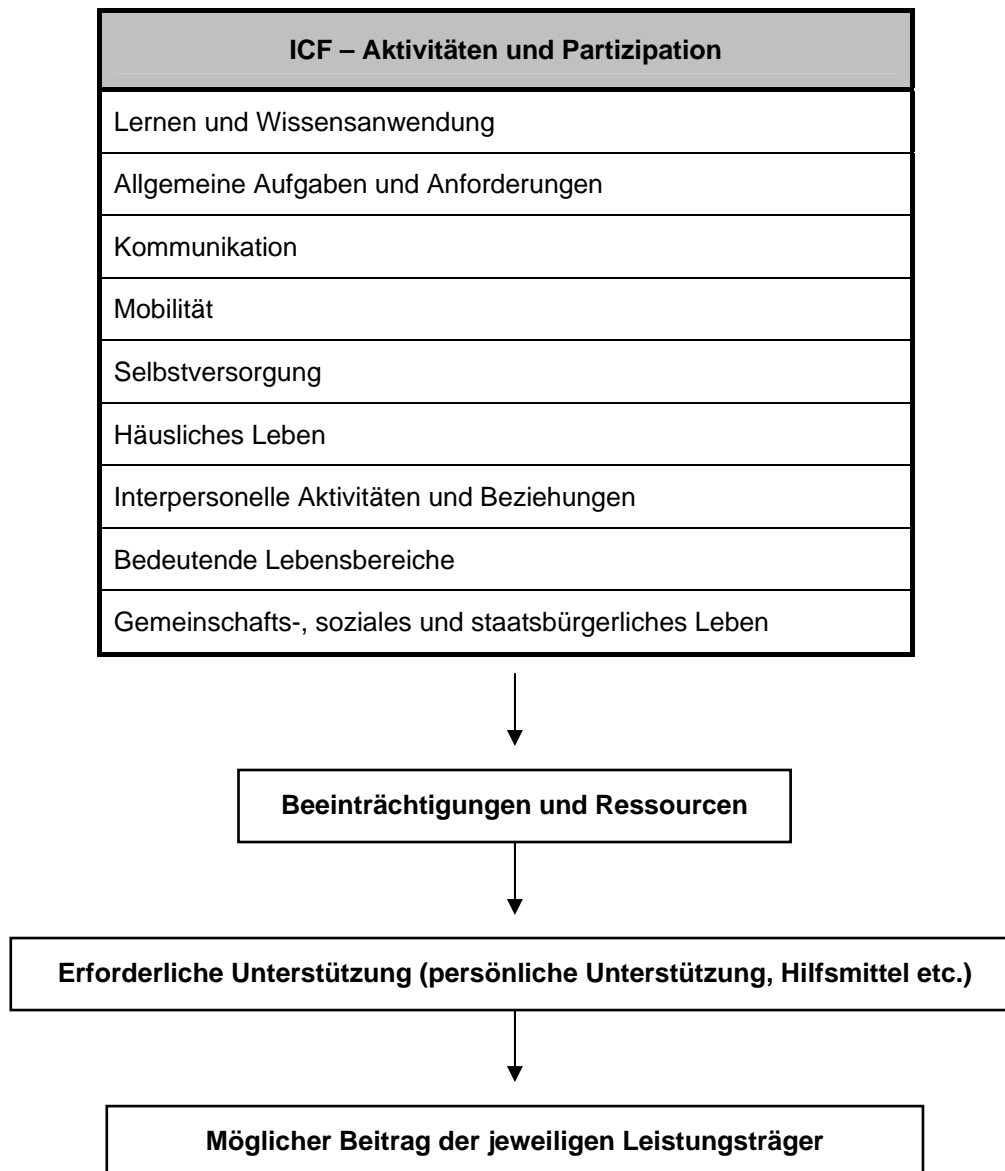 ICF – Aktivitäten und Partizipation
Lernen und Wissensanwendung
Allgemeine Aufgaben und Anforderungen
Kommunikation
Mobilität
Selbstversorgung
Häusliches Leben
Interpersonelle Aktivitäten und Beziehungen
Bedeutende Lebensbereiche
Gemeinschafts-, soziales und staatsbürgerliches Leben
Beeinträchtigungen und Ressourcen
Erforderliche Unterstützung (persönliche Unterstützung, Hilfsmittel etc.)
Möglicher Beitrag der jeweiligen Leistungsträger